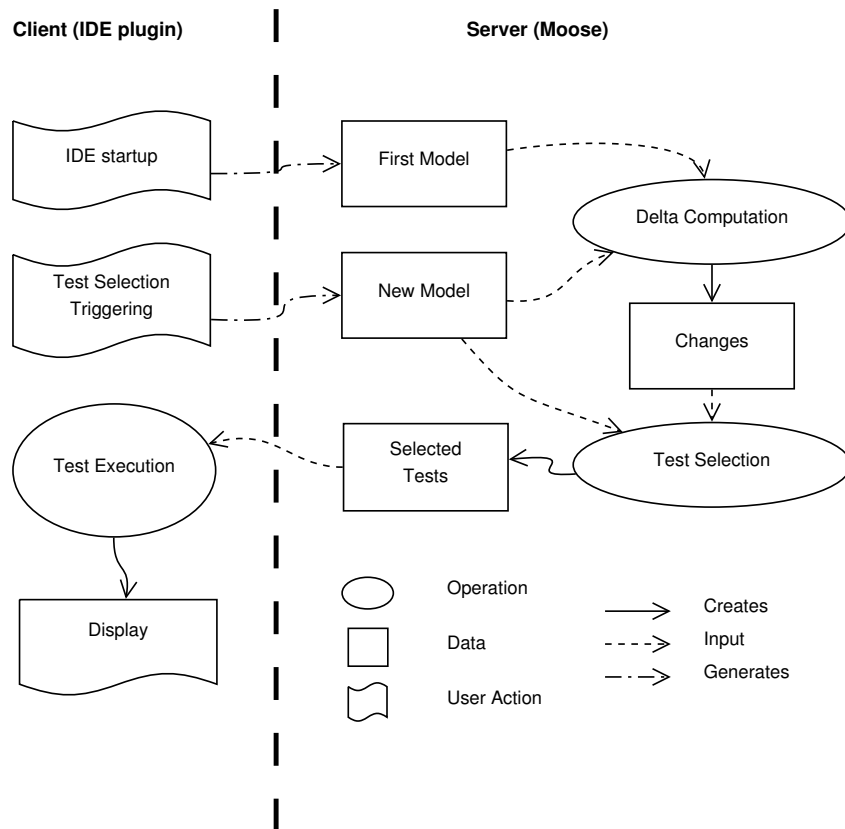 Client (IDE plugin)
Server (Moose)
IDE startup
First Model
Delta Computation
Test Selection
Triggering
New Model
Changes
Test Execution
Selected
Tests
Test Selection
Display
Operation
Data
User Action
Creates
Input
Generates